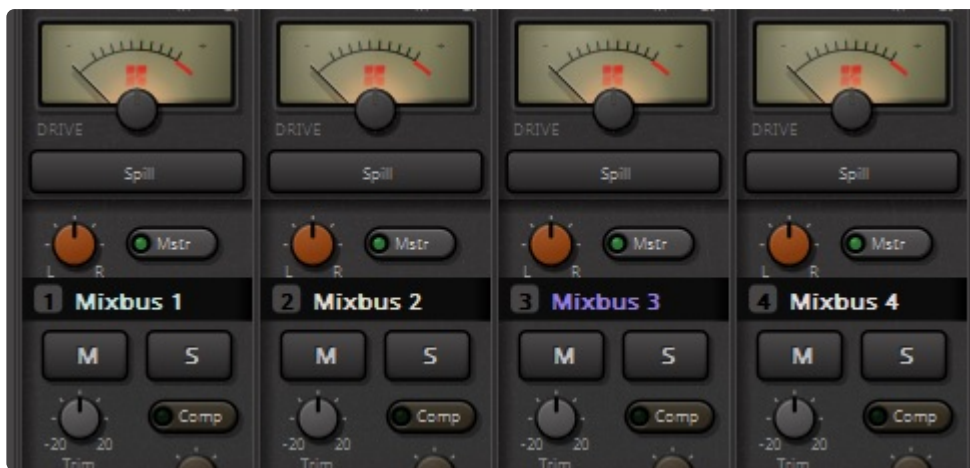 - + - + - + - +
DRIVE DRIVE DRIVE DRIVE
Spill Spill Spill Spill
Mstr Mstr Mstr Mstr
L R L R L R L R
1 Mixbus 1 2 Mixbus 2 3 Mixbus 3 4 Mixbus 4
M S M S M S M S
Comp Comp Comp Comp
-20 20 -20 20 -20 20 -20 20
Trim Trim Trim Trim